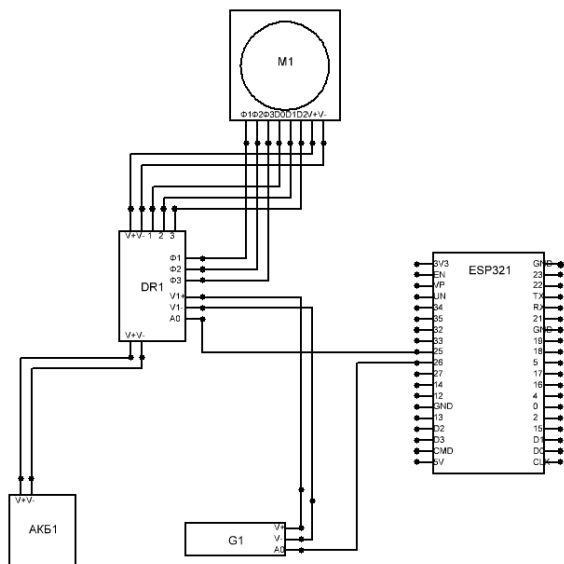 M1
Ф1Ф2Ф3D0D1D2V+V-
V+V- 1 2 3
Ф1
Ф2
DR1
Ф3
V1+
V1-
A0
V+V-
ESP321
3V3 GND
EN 23
VP 22
UN TX
34 RX
35 21
32 GND
33 19
25 18
26 5
27 17
14 16
12 4
GND 0
13 2
D2 15
D3 D1
CMD D0
5V CLK
V+V-
АКБ1
G1
V+
V-
A0